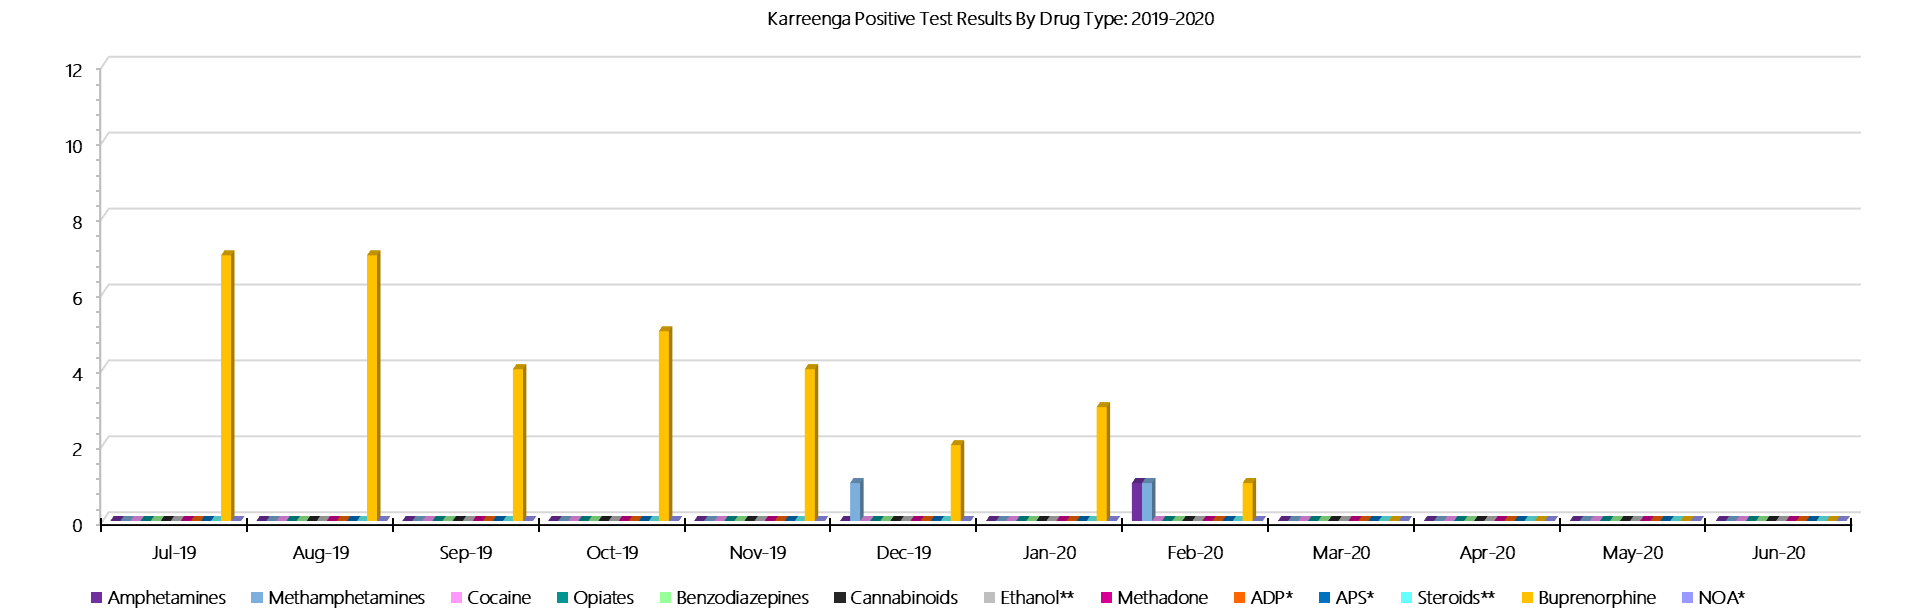 Karreenga Positive Test Results By Drug Type: 2019-2020
12
10
8
6
4
2
0
Jul-19 Aug-19 Sep-19 Oct-19 Nov-19 Dec-19 Jan-20 Feb-20 Mar-20 Apr-20 May-20 Jun-20
Amphetamines Methamphetamines Cocaine Opiates Benzodiazepines Cannabinoids Ethanol** Methadone ADP* APS* Steroids** Buprenorphine NOA*